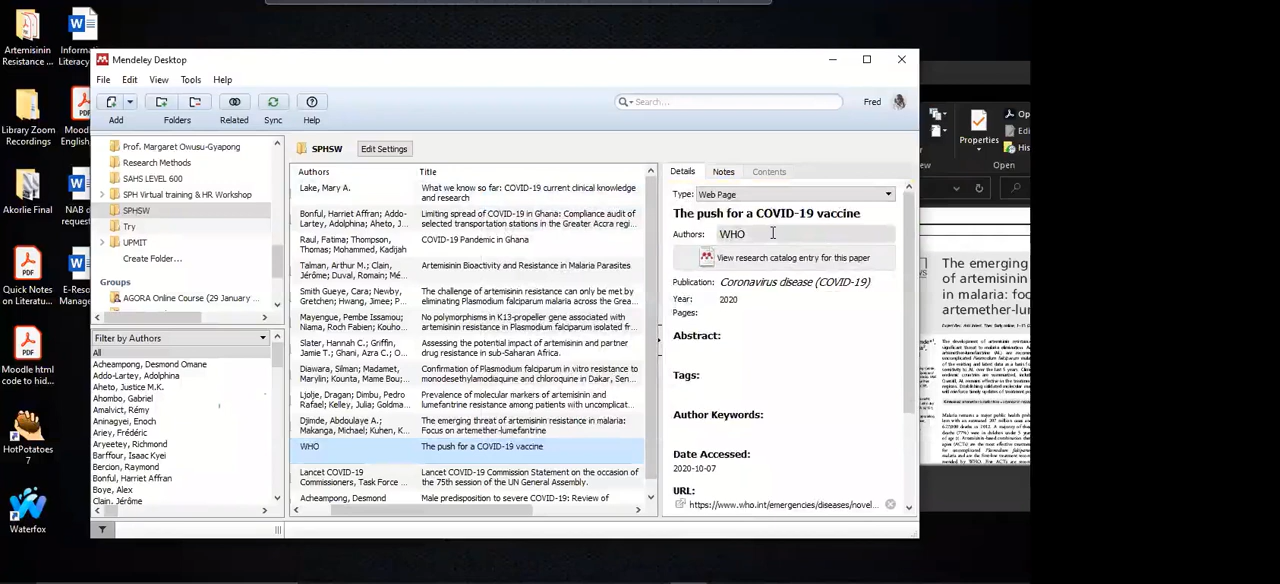 Artemisinin
Resistance ...
Informat
Literacy
Library Zoom
Recordings
Mood
English,
Akorlie Final
NAB d
request
Quick Notes
on Literatu...
E-Reso
Moodle html
code to hid...
HotPotatoes
7
Waterfox
Mendeley Desktop
File Edit View Tools Help
Add Folders Related Sync Help
Search...
Fred
Prof. Margaret Owusu-Gyapong
Research Methods
SAHS LEVEL 600
SPH Virtual training & HR Workshop
SPHSW
Try
UPMIT
Create Folder...
Groups
AGORA Online Course (29 January ...
Filter by Authors
All
Acheampong, Desmond Omane
Addo-Lartey, Adolphina
Aheto, Justice M.K.
Ahombo, Gabriel
Amalvict, Rémy
Aninagyei, Enoch
Ariey, Frédéric
Aryeetey, Richmond
Barffour, Isaac Kyei
Bercion, Raymond
Bonful, Harriet Affran
Boye, Alex
Clain, Jérôme
SPHSW Edit Settings
Authors Title
Lake, Mary A. What we know so far: COVID-19 current clinical knowledge
and research
Bonful, Harriet Affran; Addo- Limiting spread of COVID-19 in Ghana: Compliance audit of
Lartey, Adolphina; Aheto, J... selected transportation stations in the Greater Accra regi...
Raul, Fatima; Thompson, COVID-19 Pandemic in Ghana
Thomas; Mohammed, Kadijah
Talman, Arthur M.; Clain, Artemisinin Bioactivity and Resistance in Malaria Parasites
Jérôme; Duval, Romain; Mé...
Smith Gueye, Cara; Newby, The challenge of artemisinin resistance can only be met by
Gretchen; Hwang, Jimee; P... eliminating Plasmodium falciparum malaria across the Grea...
Mayengue, Pembe Issamou; No polymorphisms in K13-propeller gene associated with
Niama, Roch Fabien; Kouho... artemisinin resistance in Plasmodium falciparum isolated fr...
Slater, Hannah C.; Griffin, Assessing the potential impact of artemisinin and partner
Jamie T.; Ghani, Azra C.; O... drug resistance in sub-Saharan Africa.
Diawara, Silman; Madamet, Confirmation of Plasmodium falciparum in vitro resistance to
Marylin; Kounta, Mame Bou;... monodesethylamodiaquine and chloroquine in Dakar, Sen...
Ljolje, Dragan; Dimbu, Pedro Prevalence of molecular markers of artemisinin and
Rafael; Kelley, Julia; Goldman... lumefantrine resistance among patients with uncomplicat...
Djimde, Abdoulaye A.; The emerging threat of artemisinin resistance in malaria:
Makanga, Michael; Kuhen, K... Focus on artemether-lumefantrine
WHO The push for a COVID-19 vaccine
Lancet COVID-19 Lancet COVID-19 Commission Statement on the occasion of
Commissioners, Task Force ... the 75th session of the UN General Assembly
Acheampong, Desmond Male predisposition to severe COVID-19: Review of
Details Notes Contents
Type: Web Page
The push for a COVID-19 vaccine
Authors: WHO
View research catalog entry for this paper
Publication: Coronavirus disease (COVID-19)
Year: 2020
Pages:
Abstract:
Tags:
Author Keywords:
Date Accessed:
2020-10-07
URL:
https://www.who.int/emergencies/diseases/novel...
Properties
Op
Edi
His
Open
The emerging
of artemisinin
in malaria: foc
artemether-lume